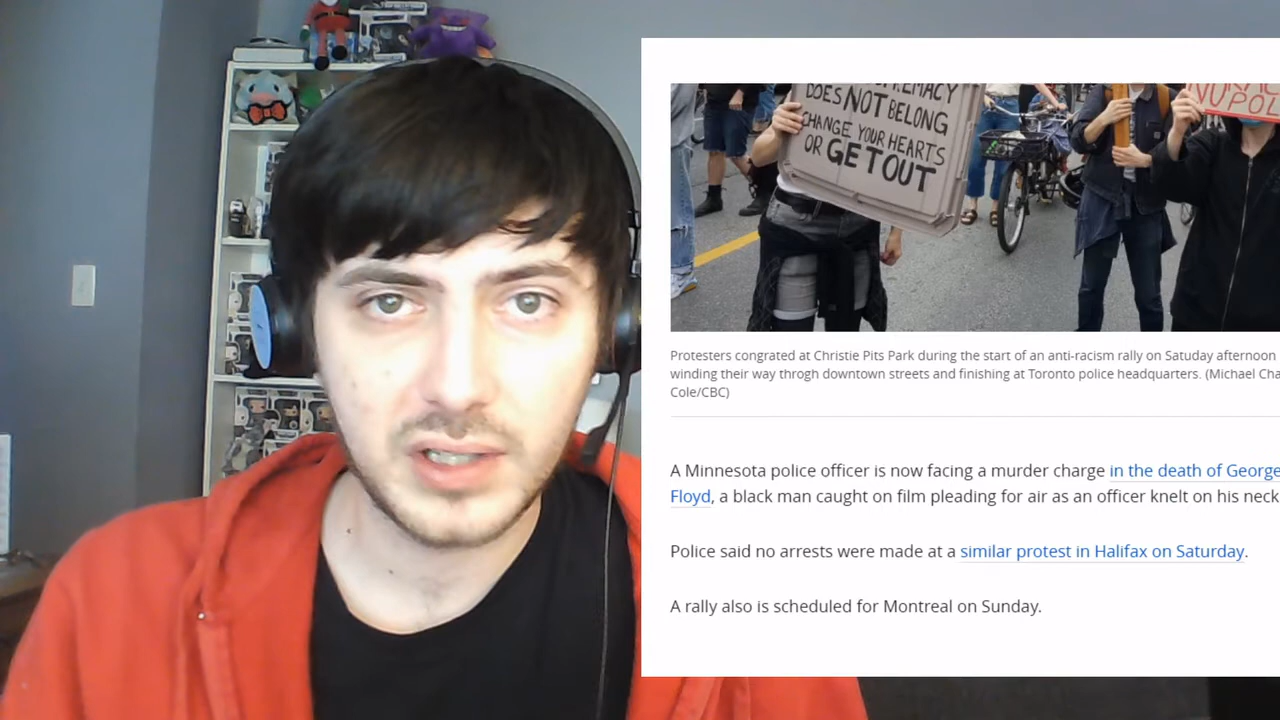 DOES NOT BELONG
CHANGE YOUR HEARTS
OR GET OUT
Protesters congrated at Christie Pits Park during the start of an anti-racism rally on Satuday afternoon
winding their way throgh downtown streets and finishing at Toronto police headquarters. (Michael Cha
Cole/CBC)
A Minnesota police officer is now facing a murder charge in the death of George
Floyd, a black man caught on film pleading for air as an officer knelt on his neck
Police said no arrests were made at a similar protest in Halifax on Saturday.
A rally also is scheduled for Montreal on Sunday.